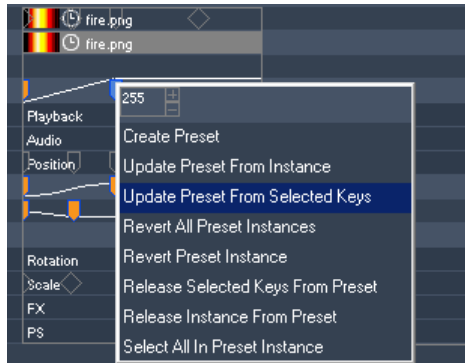 fire.png
fire.png
255
Playback
Audio
Position
Rotation
Scale
FX
PS
Create Preset
Update Preset From Instance
Update Preset From Selected Keys
Revert All Preset Instances
Revert Preset Instance
Release Selected Keys From Preset
Release Instance From Preset
Select All In Preset Instance